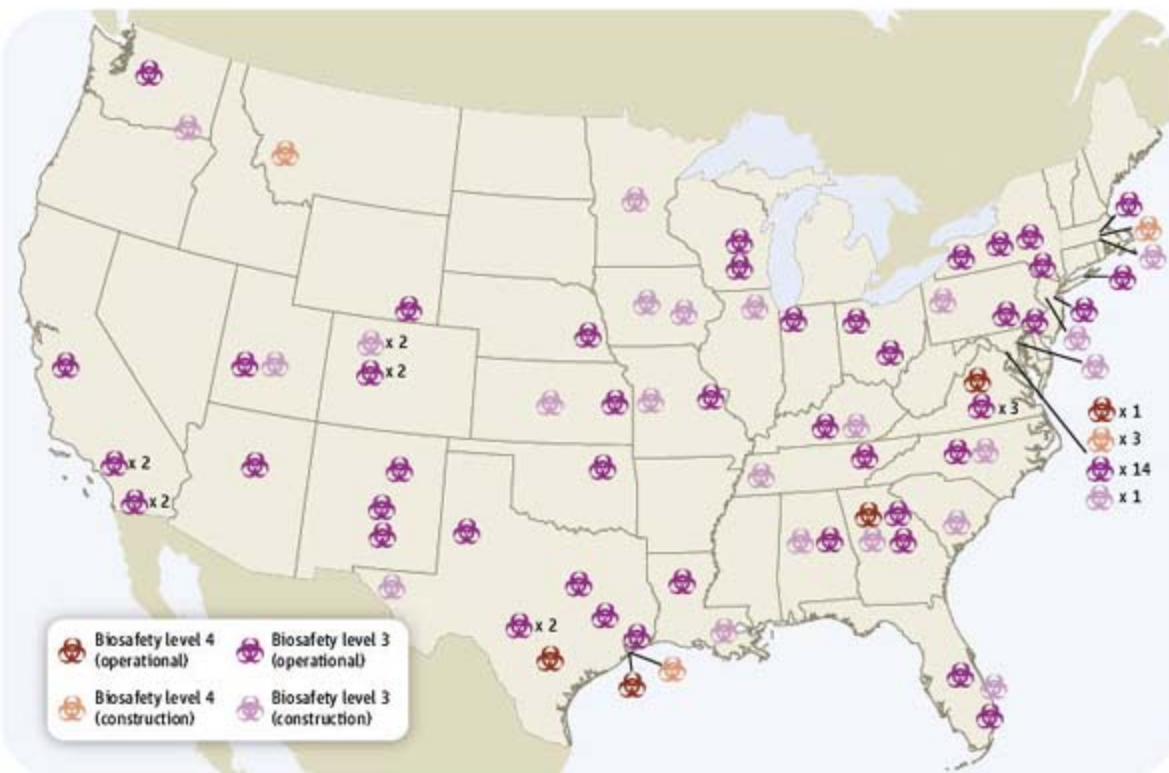 x 2
x 2
x 2
x 2
x 3
x 1
x 3
x 14
x 1
x 2
Biosafety level 4
(operational)
Biosafety level 3
(operational)
Biosafety level 4
(construction)
Biosafety level 3
(construction)